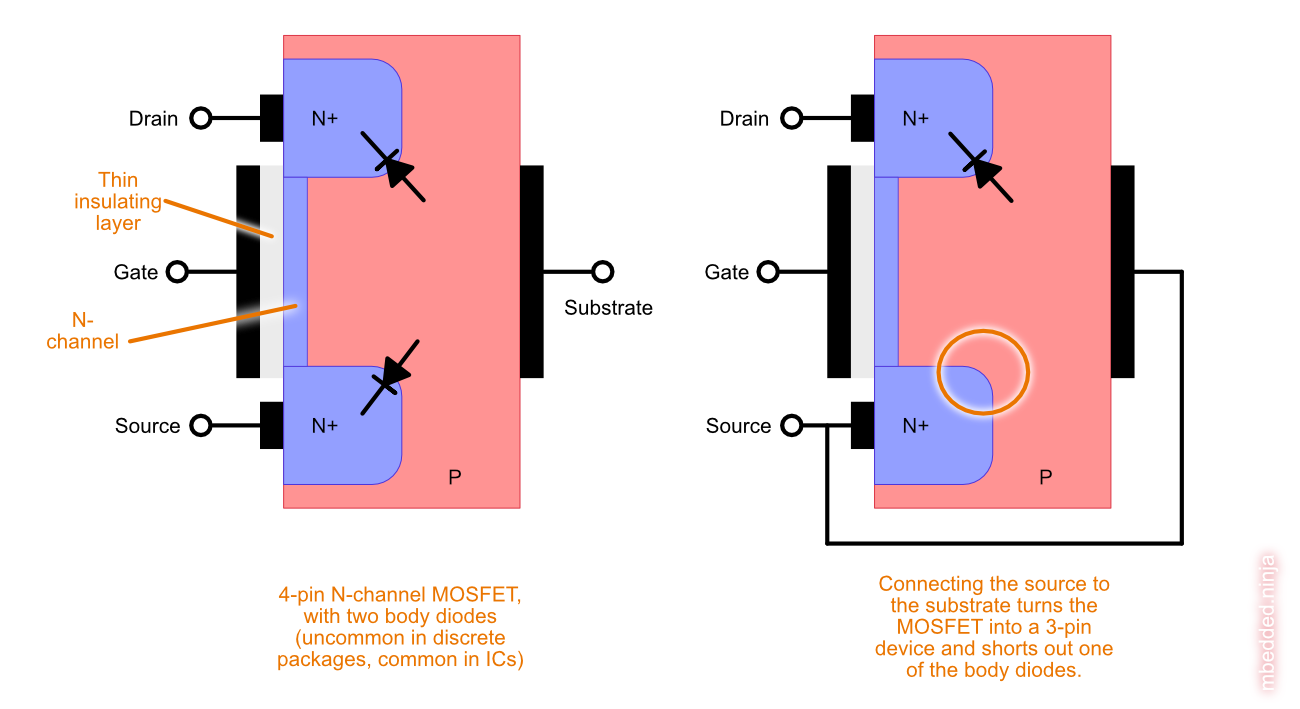 Drain
N+
Thin
insulating
layer
Gate
Substrate
N-
channel
Source
N+
P
4-pin N-channel MOSFET,
with two body diodes
(uncommon in discrete
packages, common in ICs)
Drain
N+
Gate
Source
N+
P
Connecting the source to
the substrate turns the
MOSFET into a 3-pin
device and shorts out one
of the body diodes.
mbedded.ninja